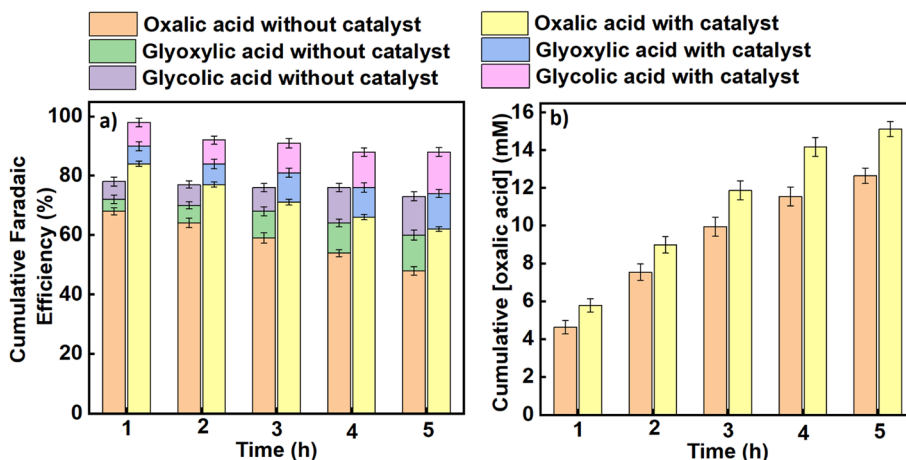 Oxalic acid without catalyst
Glyoxylic acid without catalyst
Glycolic acid without catalyst
Oxalic acid with catalyst
Glyoxylic acid with catalyst
Glycolic acid with catalyst
a)
Cumulative Faradaic
Efficiency (%)
100
80
60
40
20
0
1 2 3 4 5
Time (h)
b)
Cumulative [oxalic acid] (mM)
16
14
12
10
8
6
4
2
0
1 2 3 4 5
Time (h)